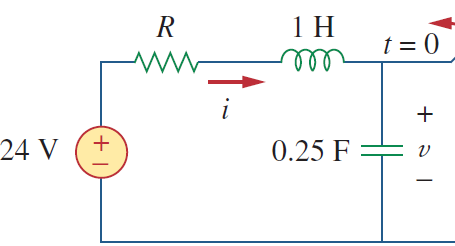 R
1 H
t = 0
i
24 V
+
−
0.25 F
+
v
−